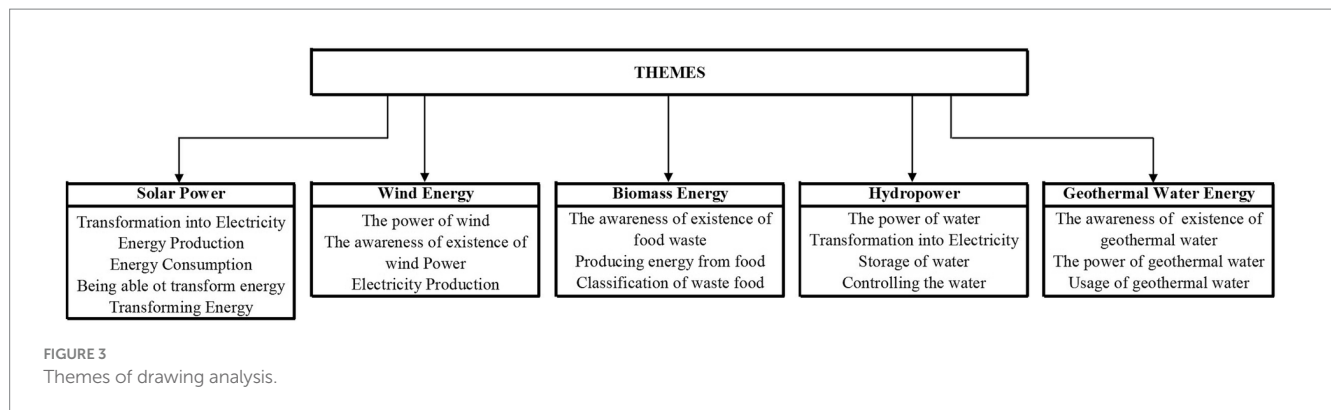 THEMES
Solar Power
Transformation into Electricity
Energy Production
Energy Consumption
Being able ot transform energy
Transforming Energy
Wind Energy
The power of wind
The awareness of existence of
wind Power
Electricity Production
Biomass Energy
The awareness of existence of
food waste
Producing energy from food
Classification of waste food
Hydropower
The power of water
Transformation into Electricity
Storage of water
Controlling the water
Geothermal Water Energy
The awareness of existence of
geothermal water
The power of geothermal water
Usage of geothermal water
FIGURE 3
Themes of drawing analysis.